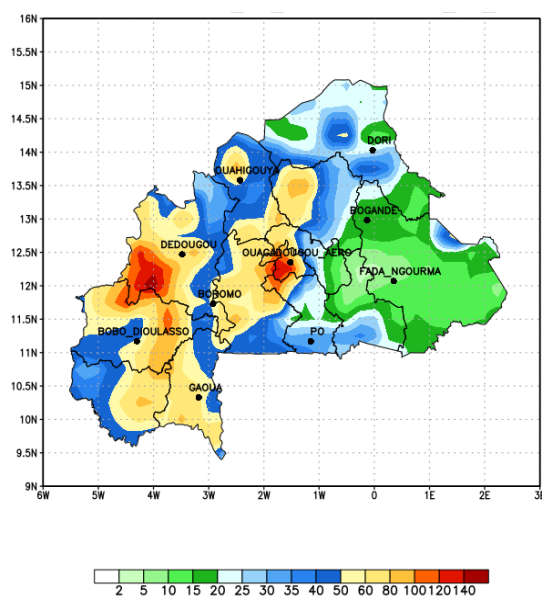 16N
15.5N
15N
14.5N
14N
13.5N
13N
12.5N
12N
11.5N
11N
10.5N
10N
9.5N
9N
DORI
OUAHIGOUYA
BOGANDE
DEDOUGOU
OUAGADOUGOU_AERO
FADA_NGOURMA
BOROMO
BOBO_DIOULASSO
PO
GAOUA
6W 5W 4W 3W 2W 1W 0 1E 2E 3E
2 5 10 15 20 25 30 35 40 50 60 80 100 120 140